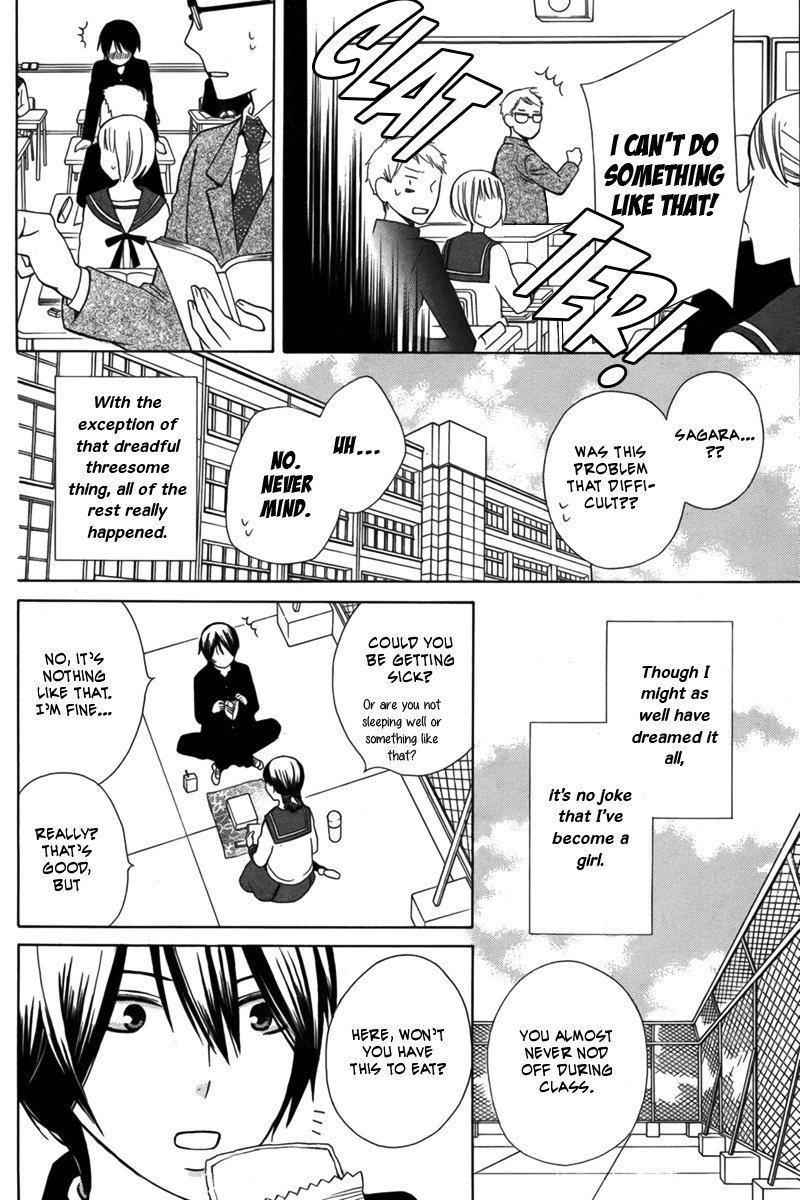 I CAN'T DO
SOMETHING
LIKE THAT!
CLAT
TER!
SAGARA...
??
WAS THIS
PROBLEM
THAT DIFFI-
CULT??
UH...
NO.
NEVER
MIND.
With the
exception of
that dreadful
threesome
thing, all of the
rest really
happened.
Though I
might as
well have
dreamed it
all,
it's no joke
that I've
become a
girl.
COULD YOU
BE GETTING
SICK?
Or are you not
sleeping well or
something like
that?
NO, IT'S
NOTHING
LIKE THAT.
I'M FINE...
REALLY?
THAT'S
GOOD,
BUT
YOU ALMOST
NEVER NOD
OFF DURING
CLASS.
HERE, WON'T
YOU HAVE
THIS TO EAT?